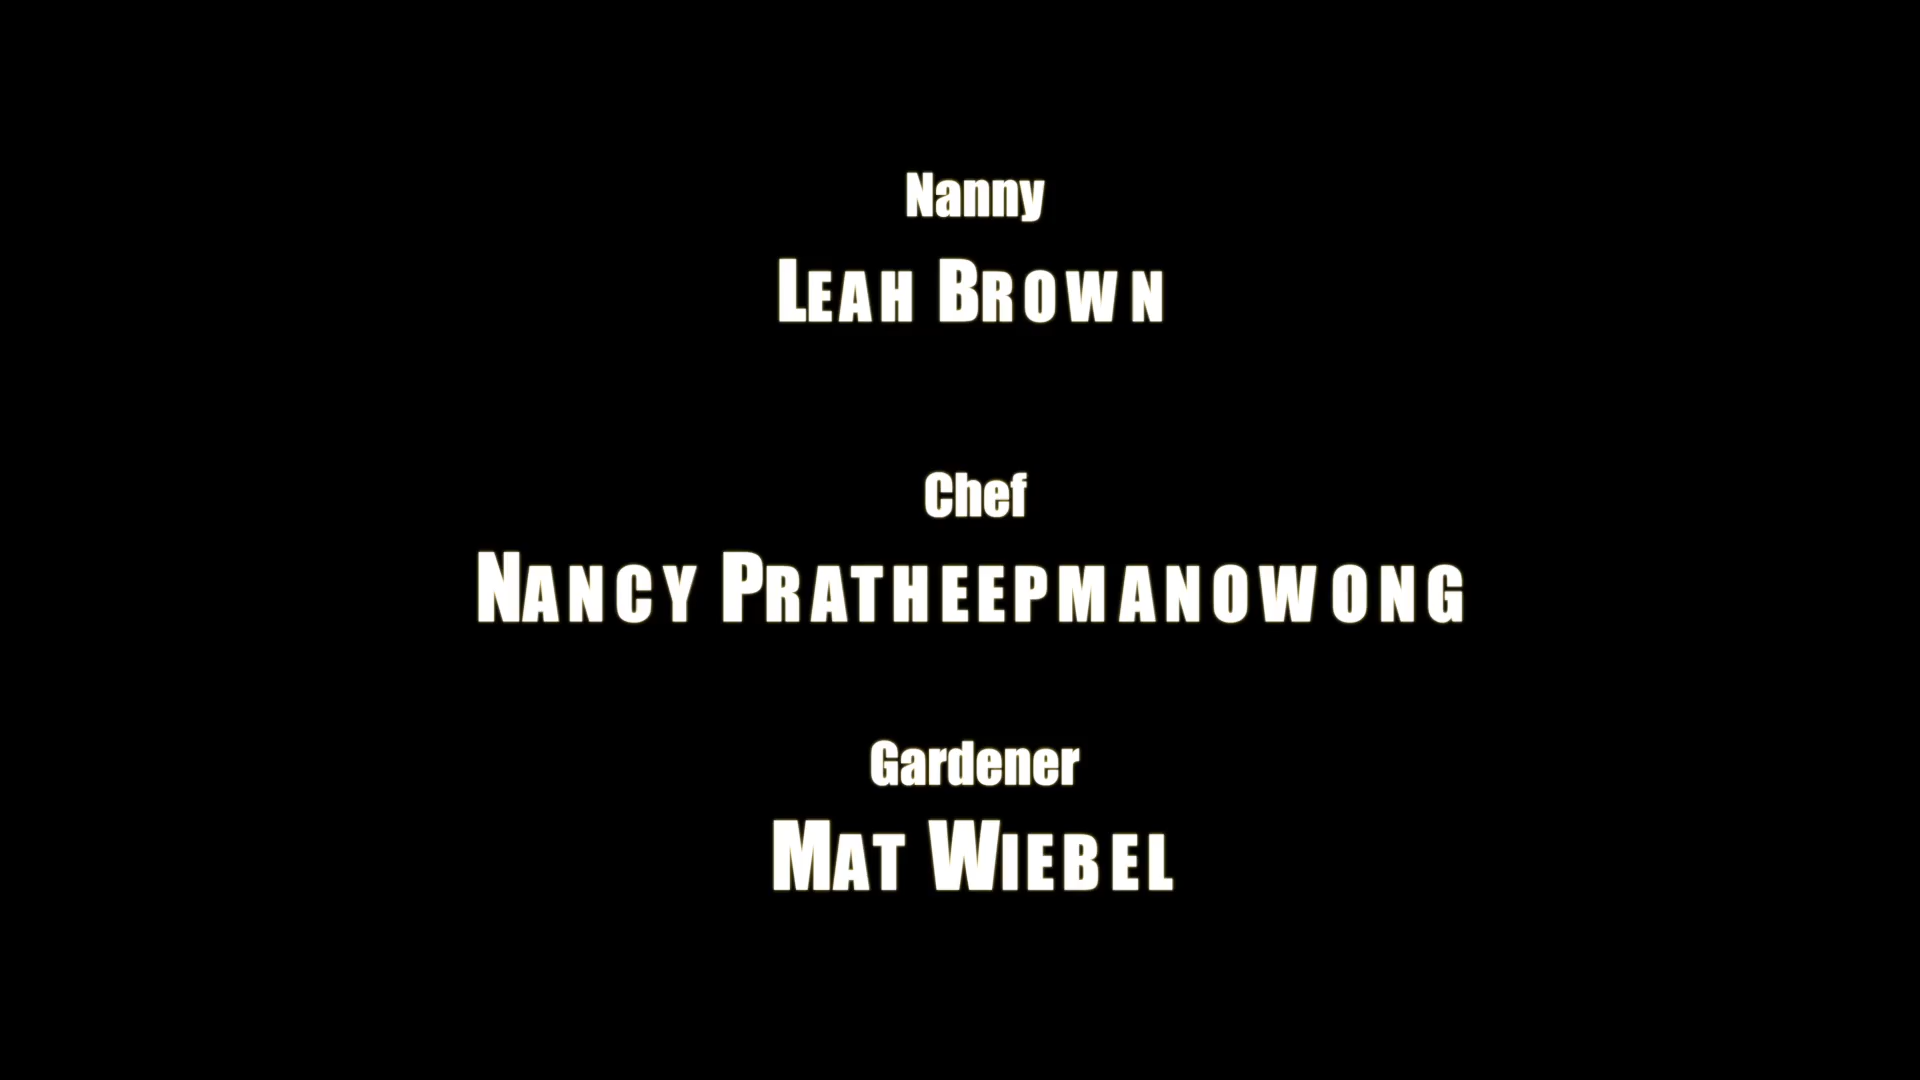 Nanny
LEAH BROWN
Chef
NANCY PRATHEEPMANOWONG
Gardener
MAT WIEBEL